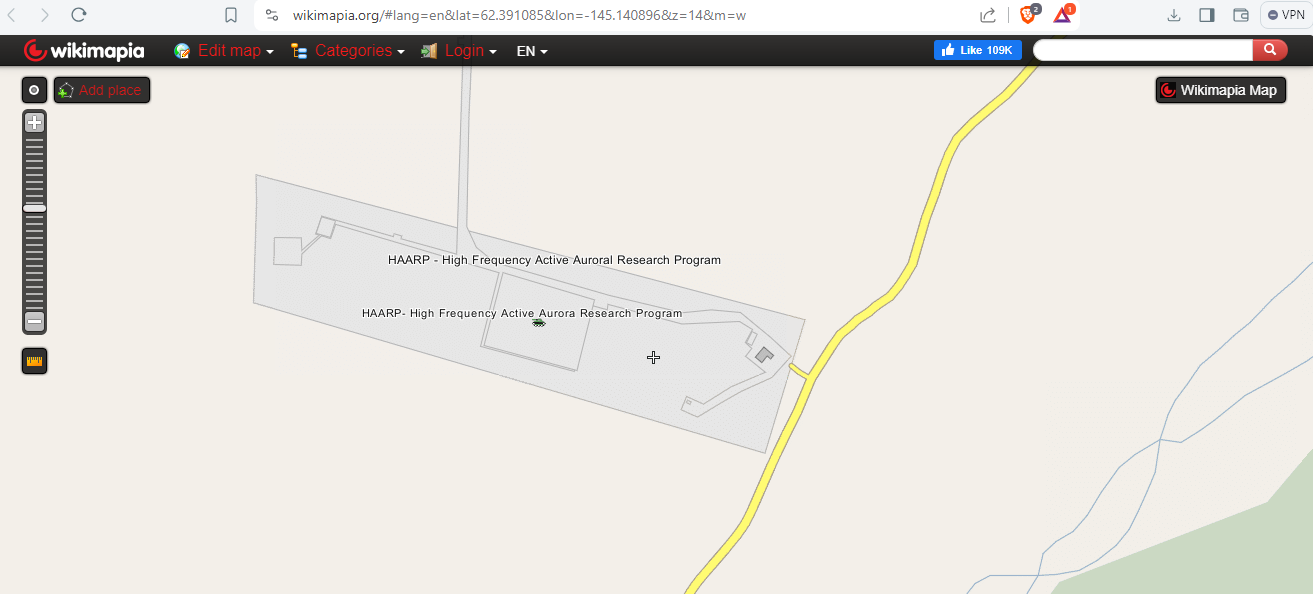 wikimapia.org/#lang=en&lat=62.391085&lon=-145.140896&z=14&m=w
2
1
VPN
wikimapia
Edit map
Categories
Login
EN
Like 109K
Add place
Wikimapia Map
HAARP - High Frequency Active Auroral Research Program
HAARP- High Frequency Active Aurora Research Program